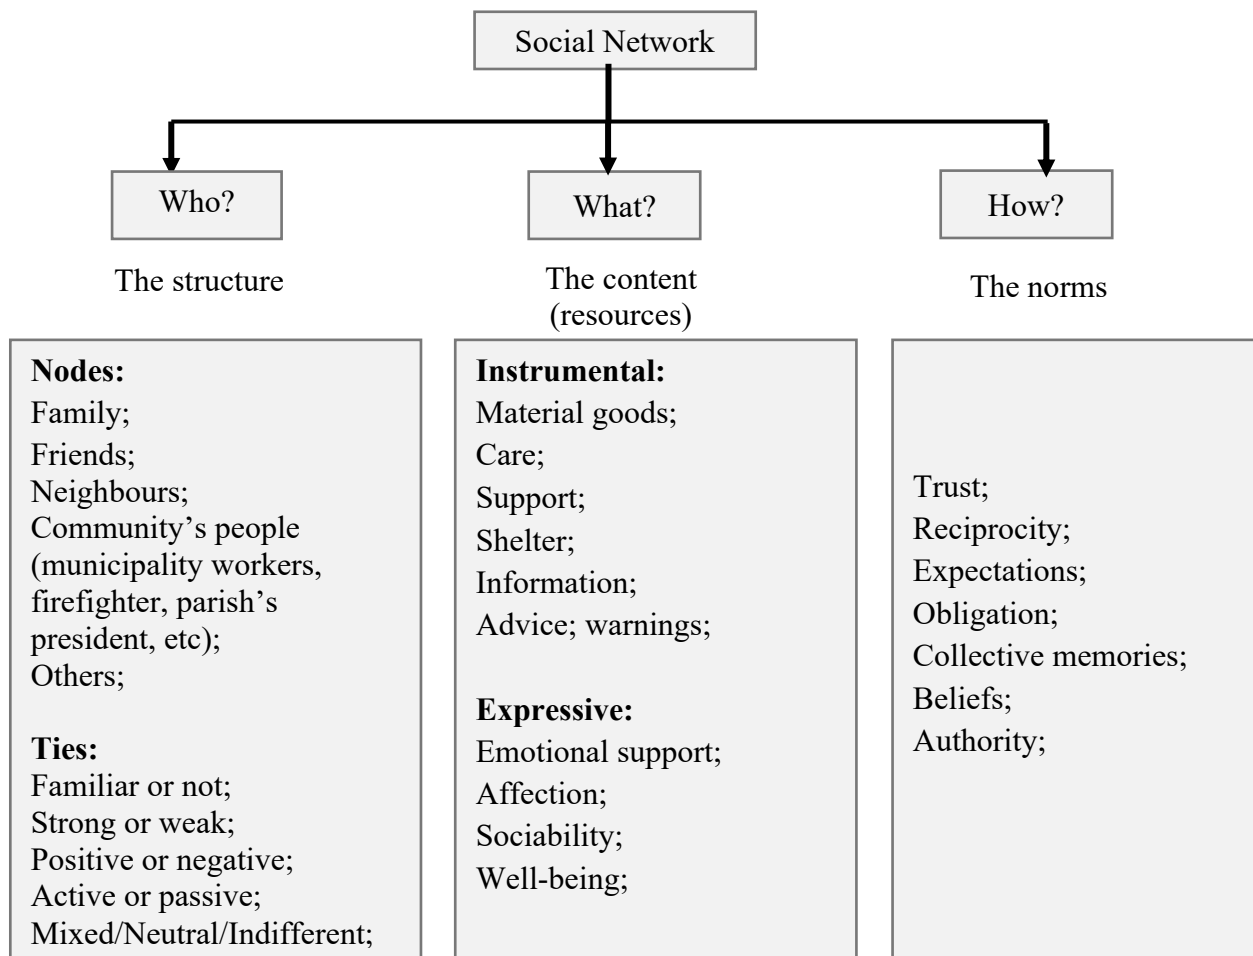 Social Network
Who?
What?
How?
The structure
The content
(resources)
The norms
Nodes:
Family;
Friends;
Neighbours;
Community’s people
(municipality workers,
firefighter, parish’s
president, etc);
Others;
Ties:
Familiar or not;
Strong or weak;
Positive or negative;
Active or passive;
Mixed/Neutral/Indifferent;
Instrumental:
Material goods;
Care;
Support;
Shelter;
Information;
Advice; warnings;
Expressive:
Emotional support;
Affection;
Sociability;
Well-being;
Trust;
Reciprocity;
Expectations;
Obligation;
Collective memories;
Beliefs;
Authority;